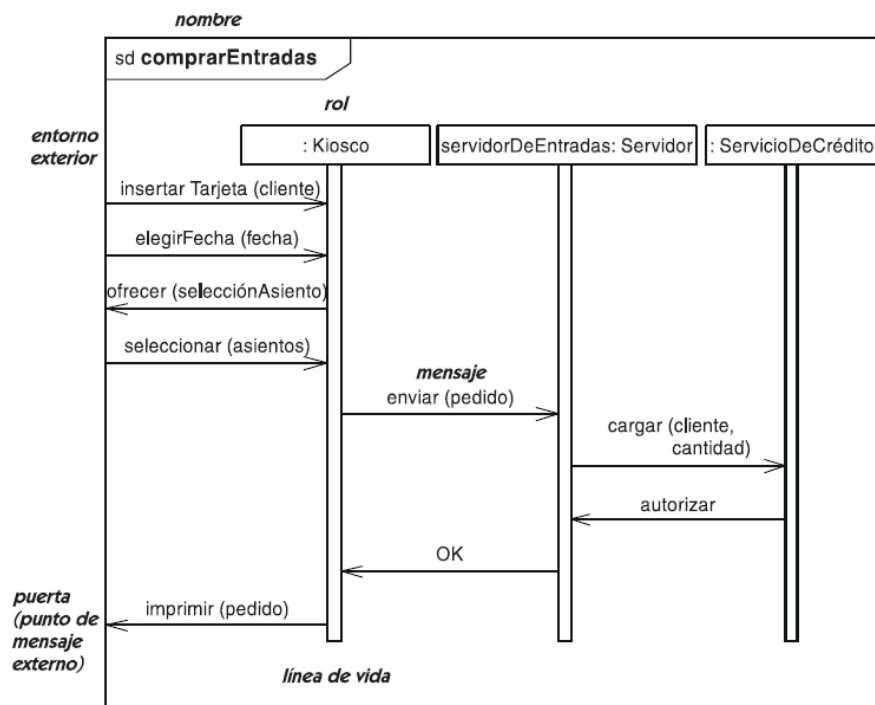 nombre
sd comprarEntradas
rol
entorno
exterior
: Kiosco
servidorDeEntradas: Servidor
: ServicioDeCrédito
insertar Tarjeta (cliente)
elegirFecha (fecha)
ofrecer (selecciónAsiento)
seleccionar (asientos)
mensaje
enviar (pedido)
cargar (cliente,
cantidad)
autorizar
OK
imprimir (pedido)
puerta
(punto de
mensaje
externo)
línea de vida